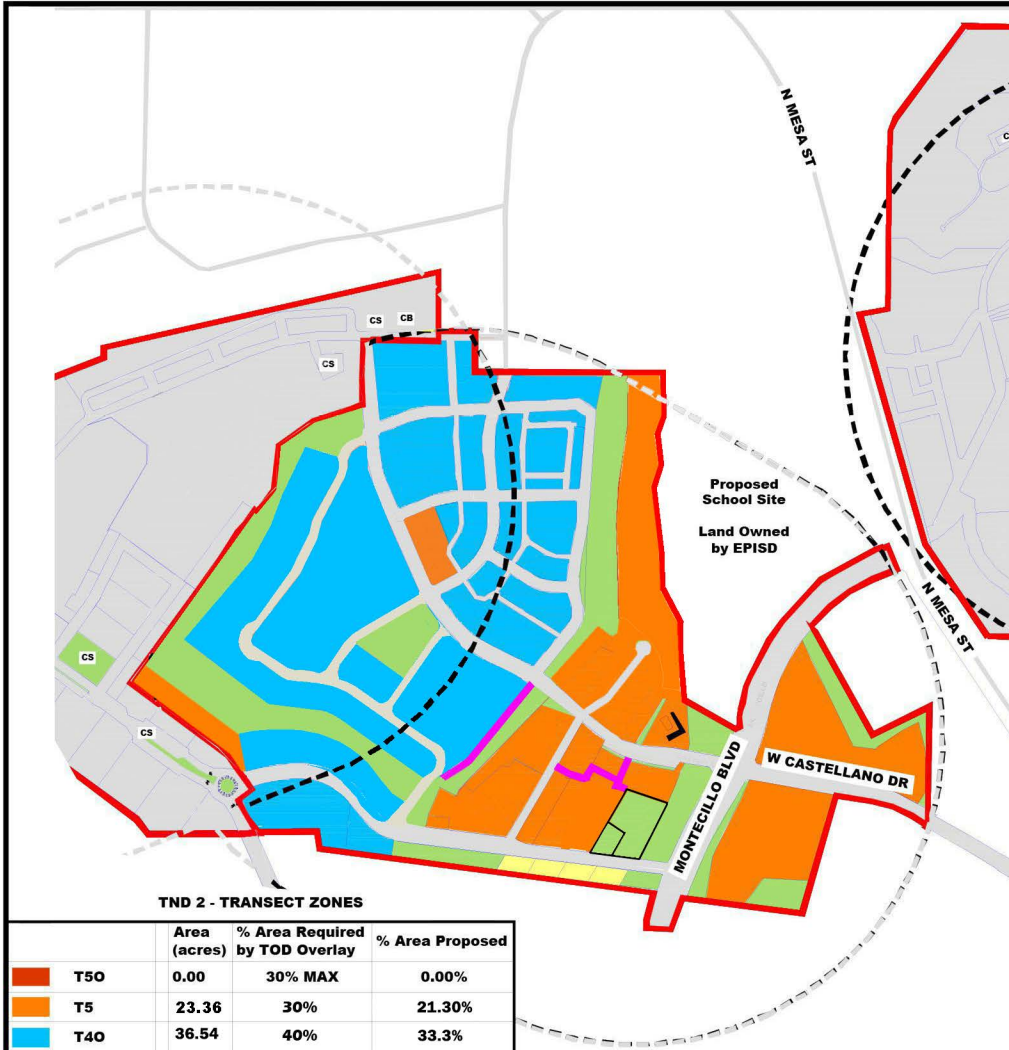 N MESA ST
C
CS
CB
CS
Proposed
School Site
Land Owned
by EPISD
N MESA ST
CS
CS
MONTECILLO BLVD
W CASTELLANO DR
TND 2 - TRANSECT ZONES
Area (acres)
% Area Required by TOD Overlay
% Area Proposed
T5O 0.00 30% MAX 0.00%
T5 23.36 30% 21.30%
T4O 36.54 40% 33.3%